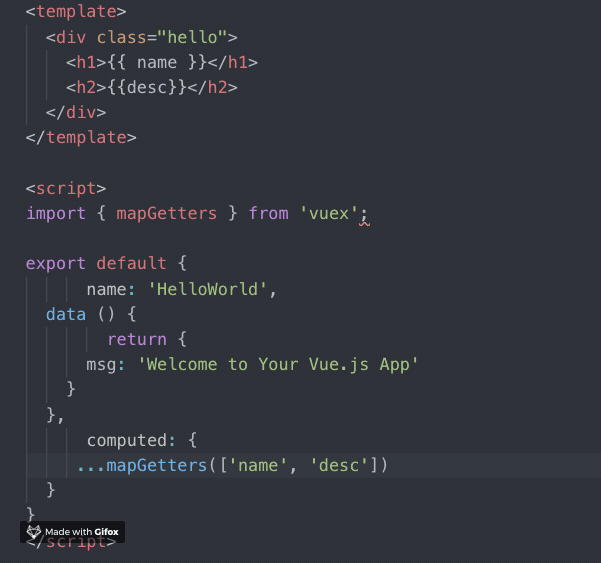 <template>
  <div class="hello">
    <h1>{{ name }}</h1>
    <h2>{{desc}}</h2>
  </div>
</template>

<script>
import { mapGetters } from 'vuex';

export default {
      name: 'HelloWorld',
  data () {
        return {
      msg: 'Welcome to Your Vue.js App'
    }
  },
      computed: {
     ...mapGetters(['name', 'desc'])
  }
}
Made with Gifox
</script>